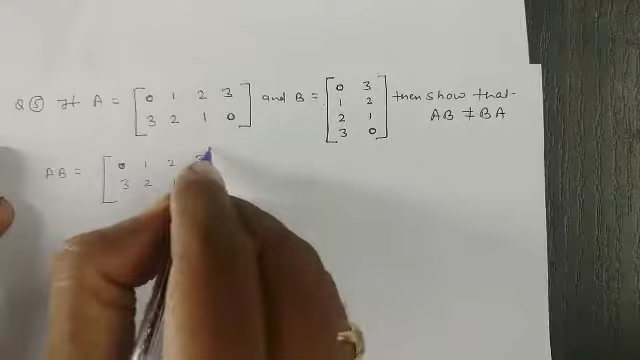 Q ⑤ If A = [ 0 1 2 3 ] and B = [ 0 3 ] then show that
[ 3 2 1 0 ] [ 1 2 ] AB ≠ BA
[ 2 1 ]
[ 3 0 ]
AB = [ 0 1 2
3 2